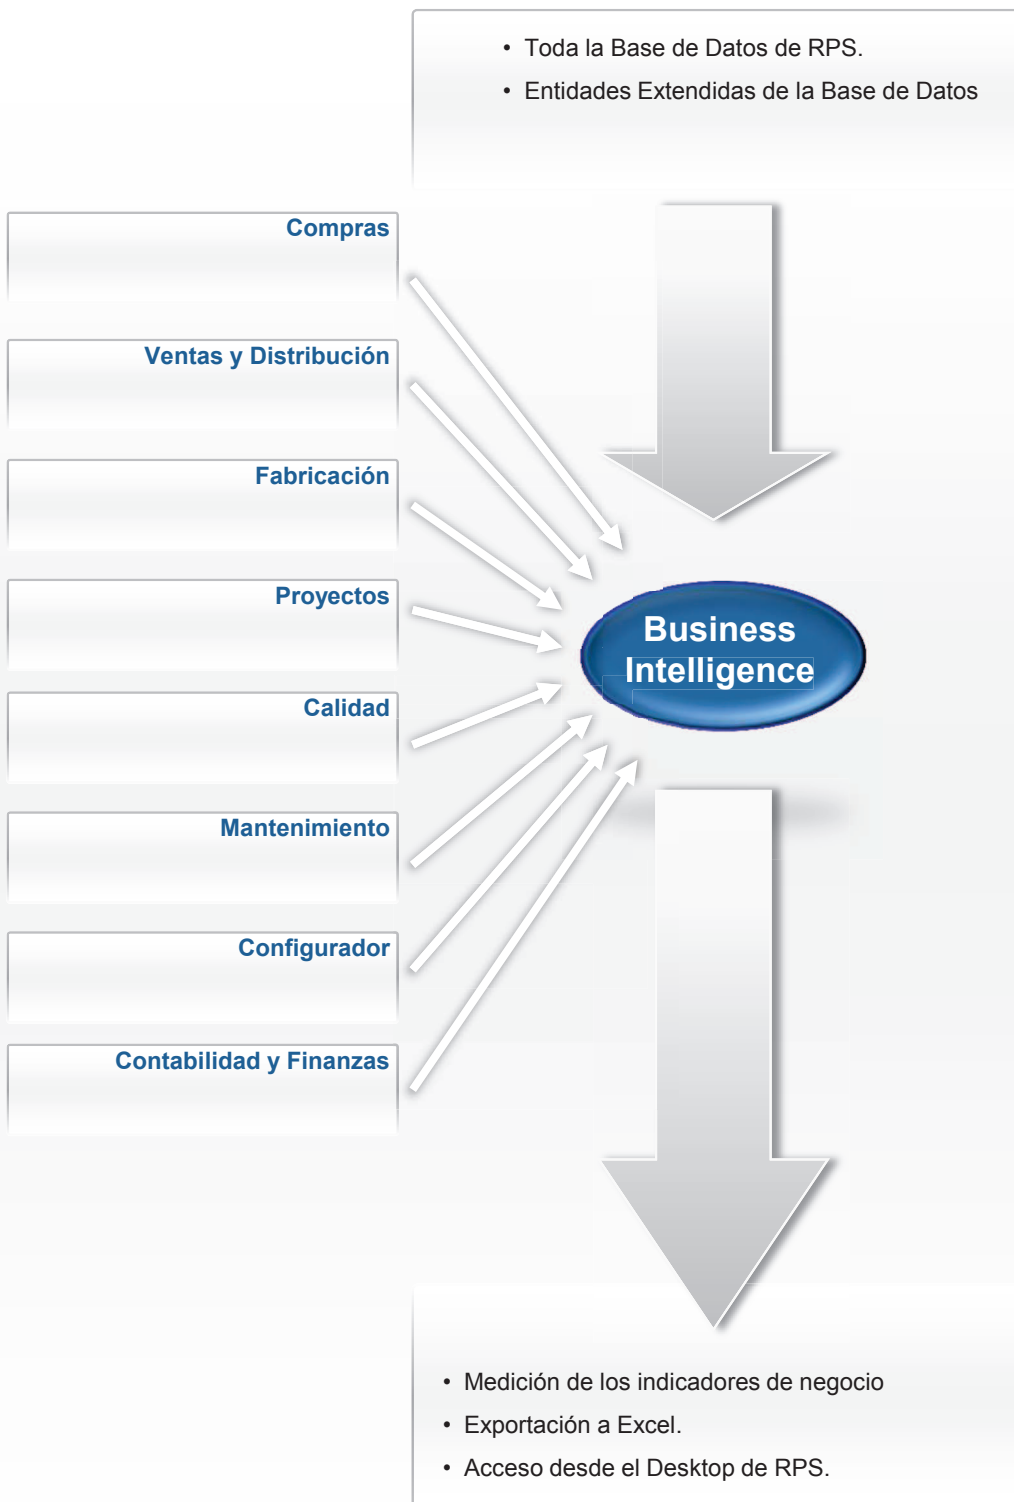 • Toda la Base de Datos de RPS.
• Entidades Extendidas de la Base de Datos
Compras
Ventas y Distribución
Fabricación
Proyectos
Calidad
Mantenimiento
Configurador
Contabilidad y Finanzas
Business
Intelligence
• Medición de los indicadores de negocio
• Exportación a Excel.
• Acceso desde el Desktop de RPS.